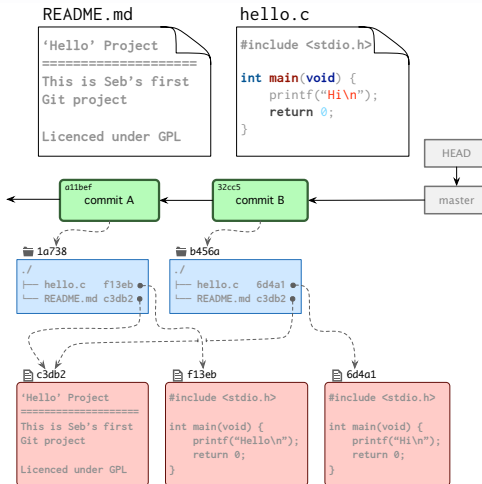 README.md
‘Hello’ Project
=====================
This is Seb’s first
Git project
Licenced under GPL
hello.c
#include <stdio.h>
int main(void) {
printf(“Hi\n”);
return 0;
}
HEAD
master
a11bef
commit A
32cc5
commit B
1a738
./
├── hello.c f13eb
└── README.md c3db2
b456a
./
├── hello.c 6d4a1
└── README.md c3db2
c3db2
‘Hello’ Project
=====================
This is Seb’s first
Git project
Licenced under GPL
f13eb
#include <stdio.h>
int main(void) {
printf(“Hello\n”);
return 0;
}
6d4a1
#include <stdio.h>
int main(void) {
printf(“Hi\n”);
return 0;
}